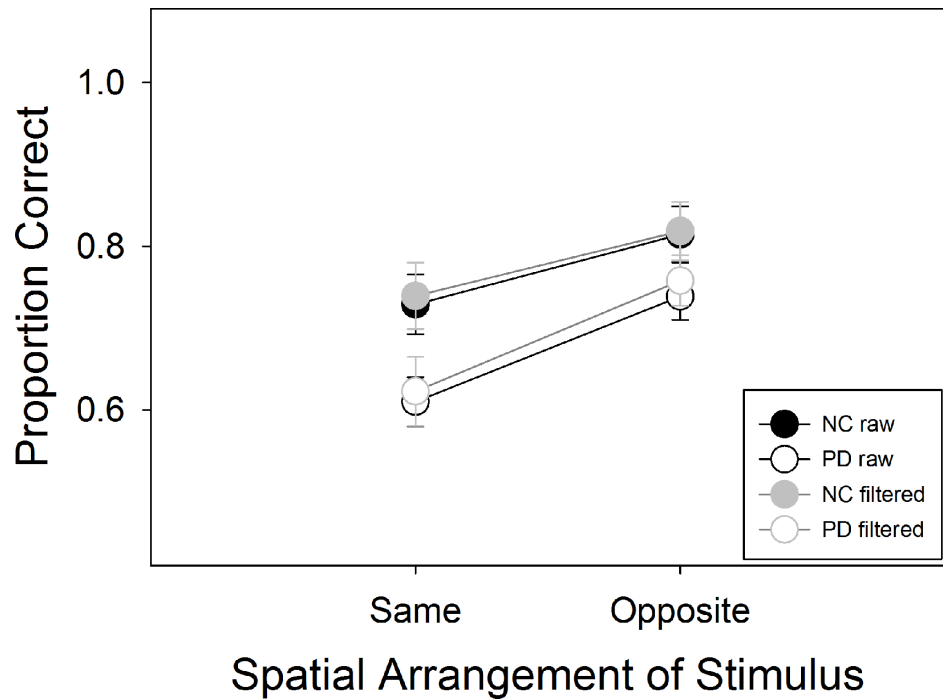 Proportion Correct
1.0
0.8
0.6
NC raw
PD raw
NC filtered
PD filtered
Same Opposite
Spatial Arrangement of Stimulus